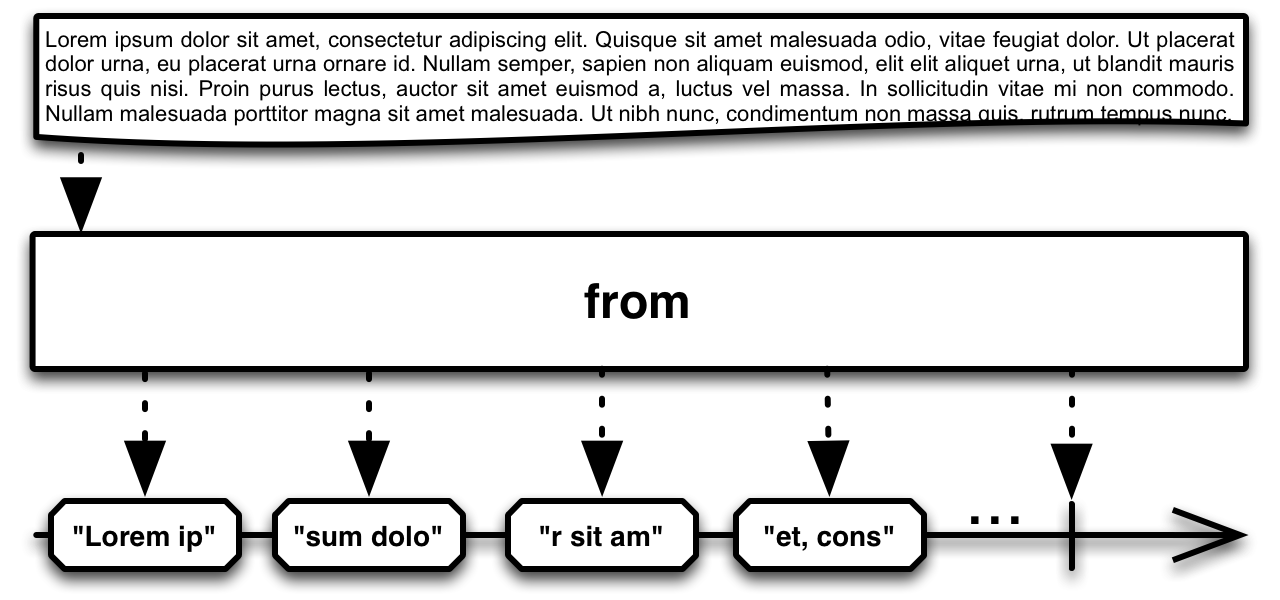 Lorem ipsum dolor sit amet, consectetur adipiscing elit. Quisque sit amet malesuada odio, vitae feugiat dolor. Ut placerat
dolor urna, eu placerat urna ornare id. Nullam semper, sapien non aliquam euismod, elit elit aliquet urna, ut blandit mauris
risus quis nisi. Proin purus lectus, auctor sit amet euismod a, luctus vel massa. In sollicitudin vitae mi non commodo.
Nullam malesuada porttitor magna sit amet malesuada. Ut nibh nunc, condimentum non massa quis, rutrum tempus nunc.
from
"Lorem ip" "sum dolo" "r sit am" "et, cons" ...